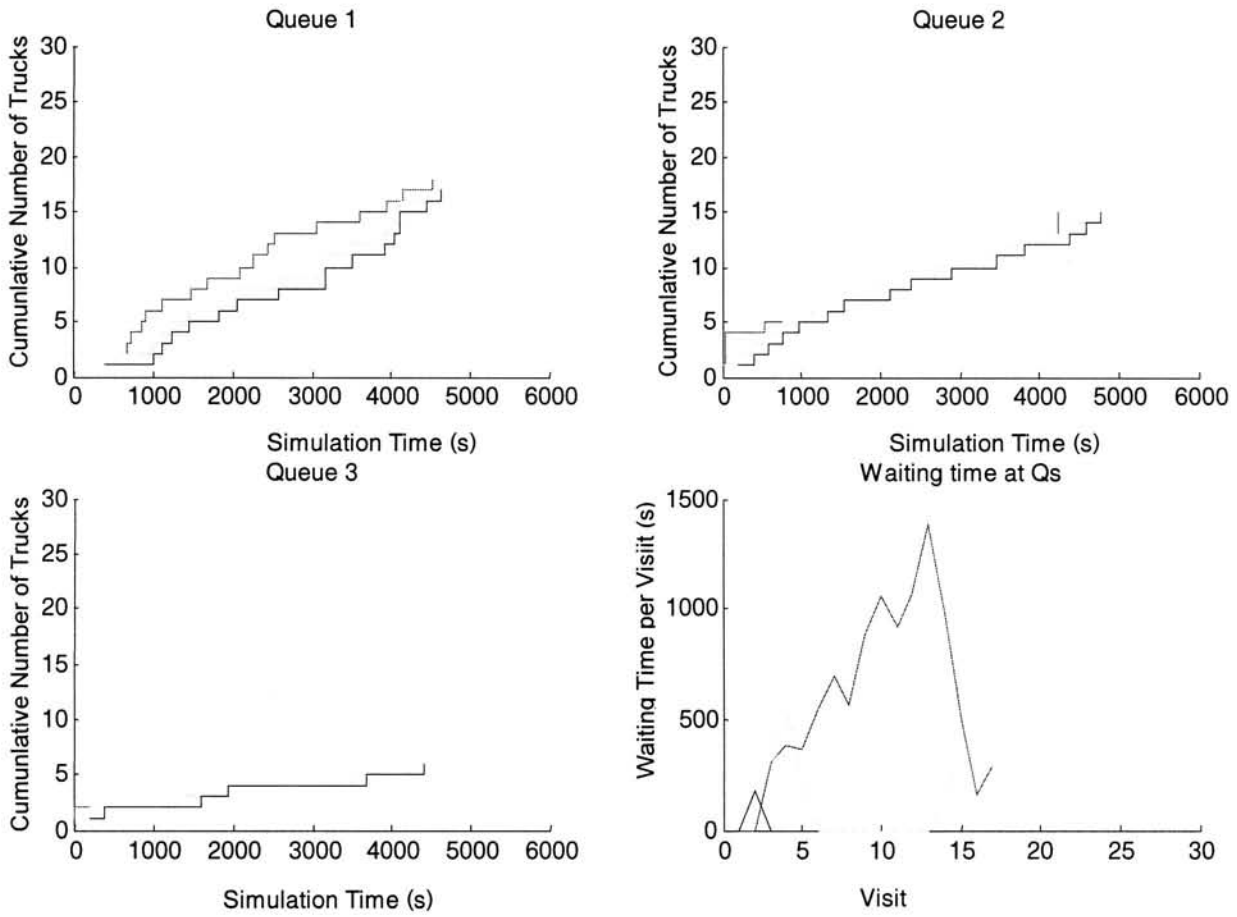 Queue 1
Cumunlative Number of Trucks
30
25
20
15
10
5
0
0 1000 2000 3000 4000 5000 6000
Simulation Time (s)
Queue 2
Cumunlative Number of Trucks
30
25
20
15
10
5
0
0 1000 2000 3000 4000 5000 6000
Simulation Time (s)
Queue 3
Cumunlative Number of Trucks
30
25
20
15
10
5
0
0 1000 2000 3000 4000 5000 6000
Simulation Time (s)
Waiting time at Qs
Waiting Time per Visiit (s)
1500
1000
500
0
0 5 10 15 20 25 30
Visit